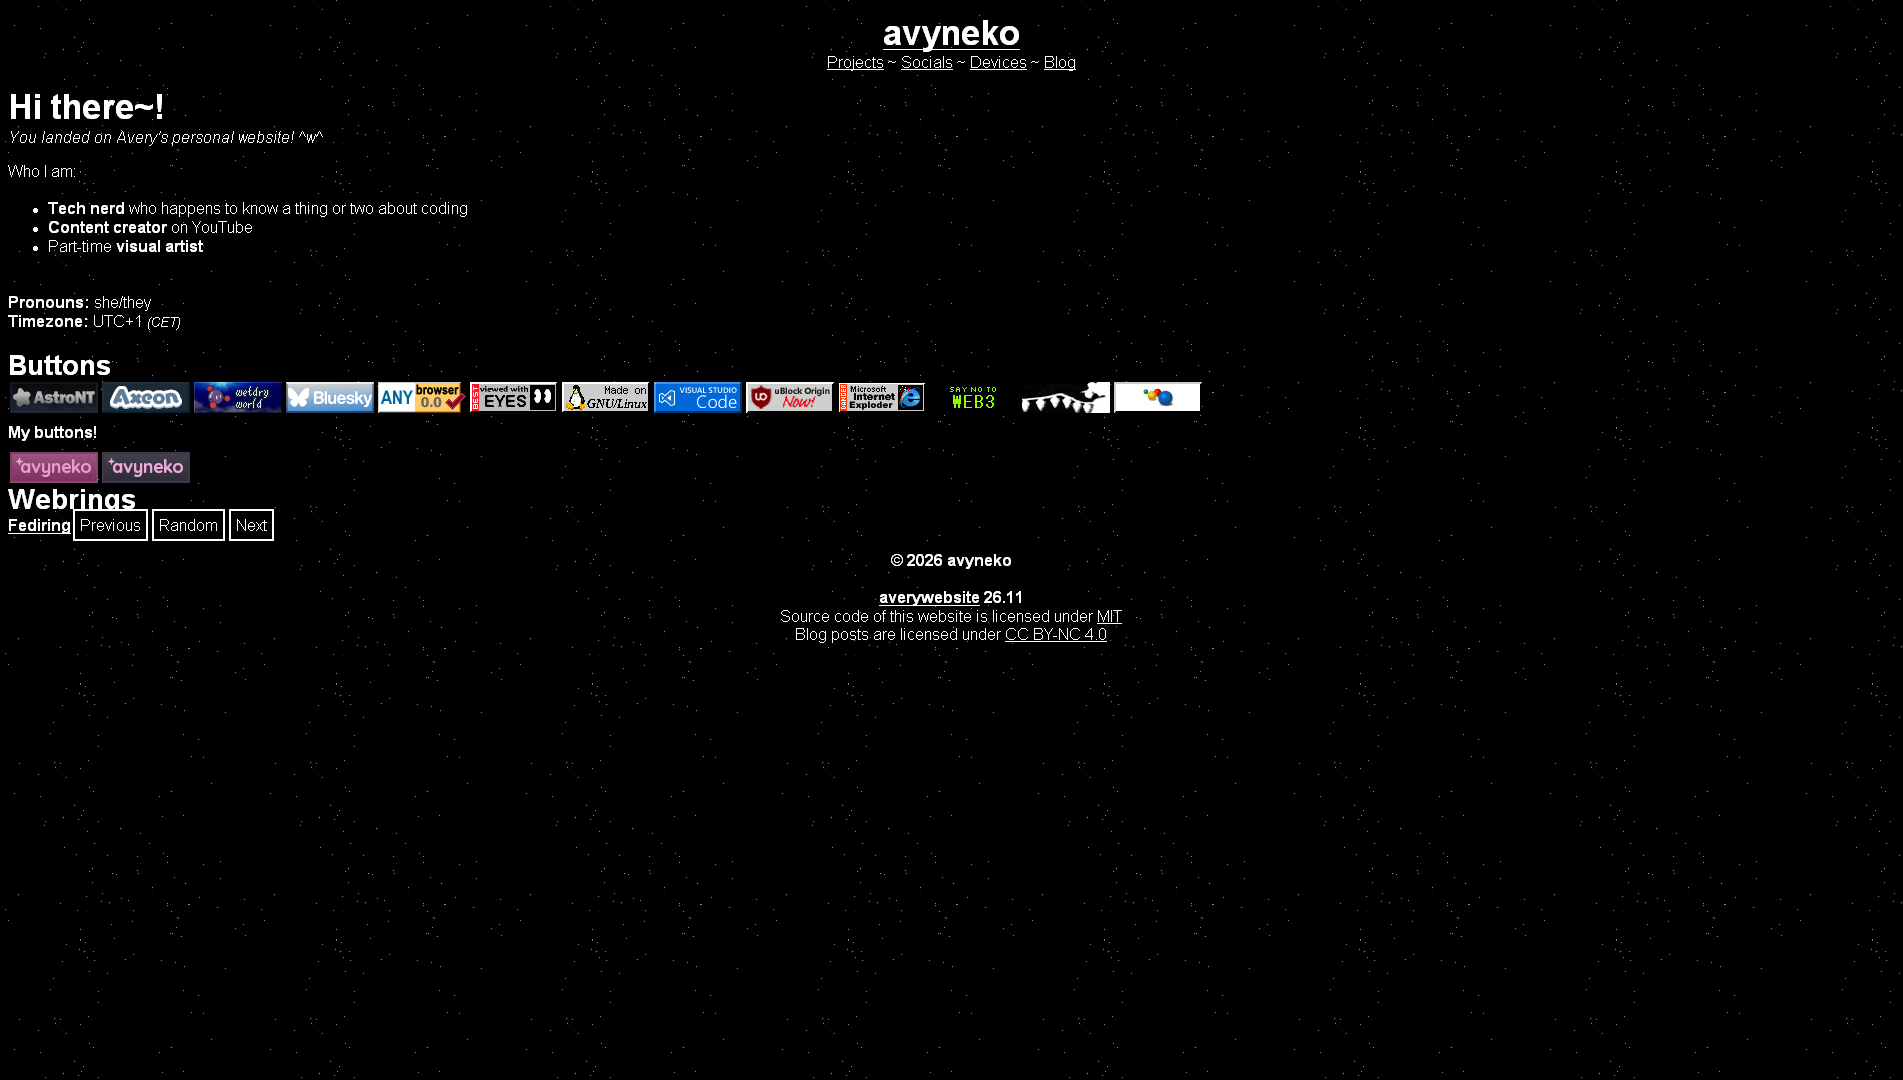 avyneko
Projects ~ Socials ~ Devices ~ Blog
Hi there~!
You landed on Avery's personal website! ^w^
Who I am:
Tech nerd who happens to know a thing or two about coding
Content creator on YouTube
Part-time visual artist
Pronouns: she/they
Timezone: UTC+1 (CET)
Buttons
AstroNT
Axeon
wetdry world
Bluesky
ANY browser 0.0
BEST viewed with EYES
Made on GNU/Linux
VISUAL STUDIO Code
uBlock Origin Now!
DANGER Microsoft Internet Exploder
SAY NO TO WEB3
My buttons!
avyneko avyneko
Webrings
Fediring Previous Random Next
© 2026 avyneko
averywebsite 26.11
Source code of this website is licensed under MIT
Blog posts are licensed under CC BY-NC 4.0